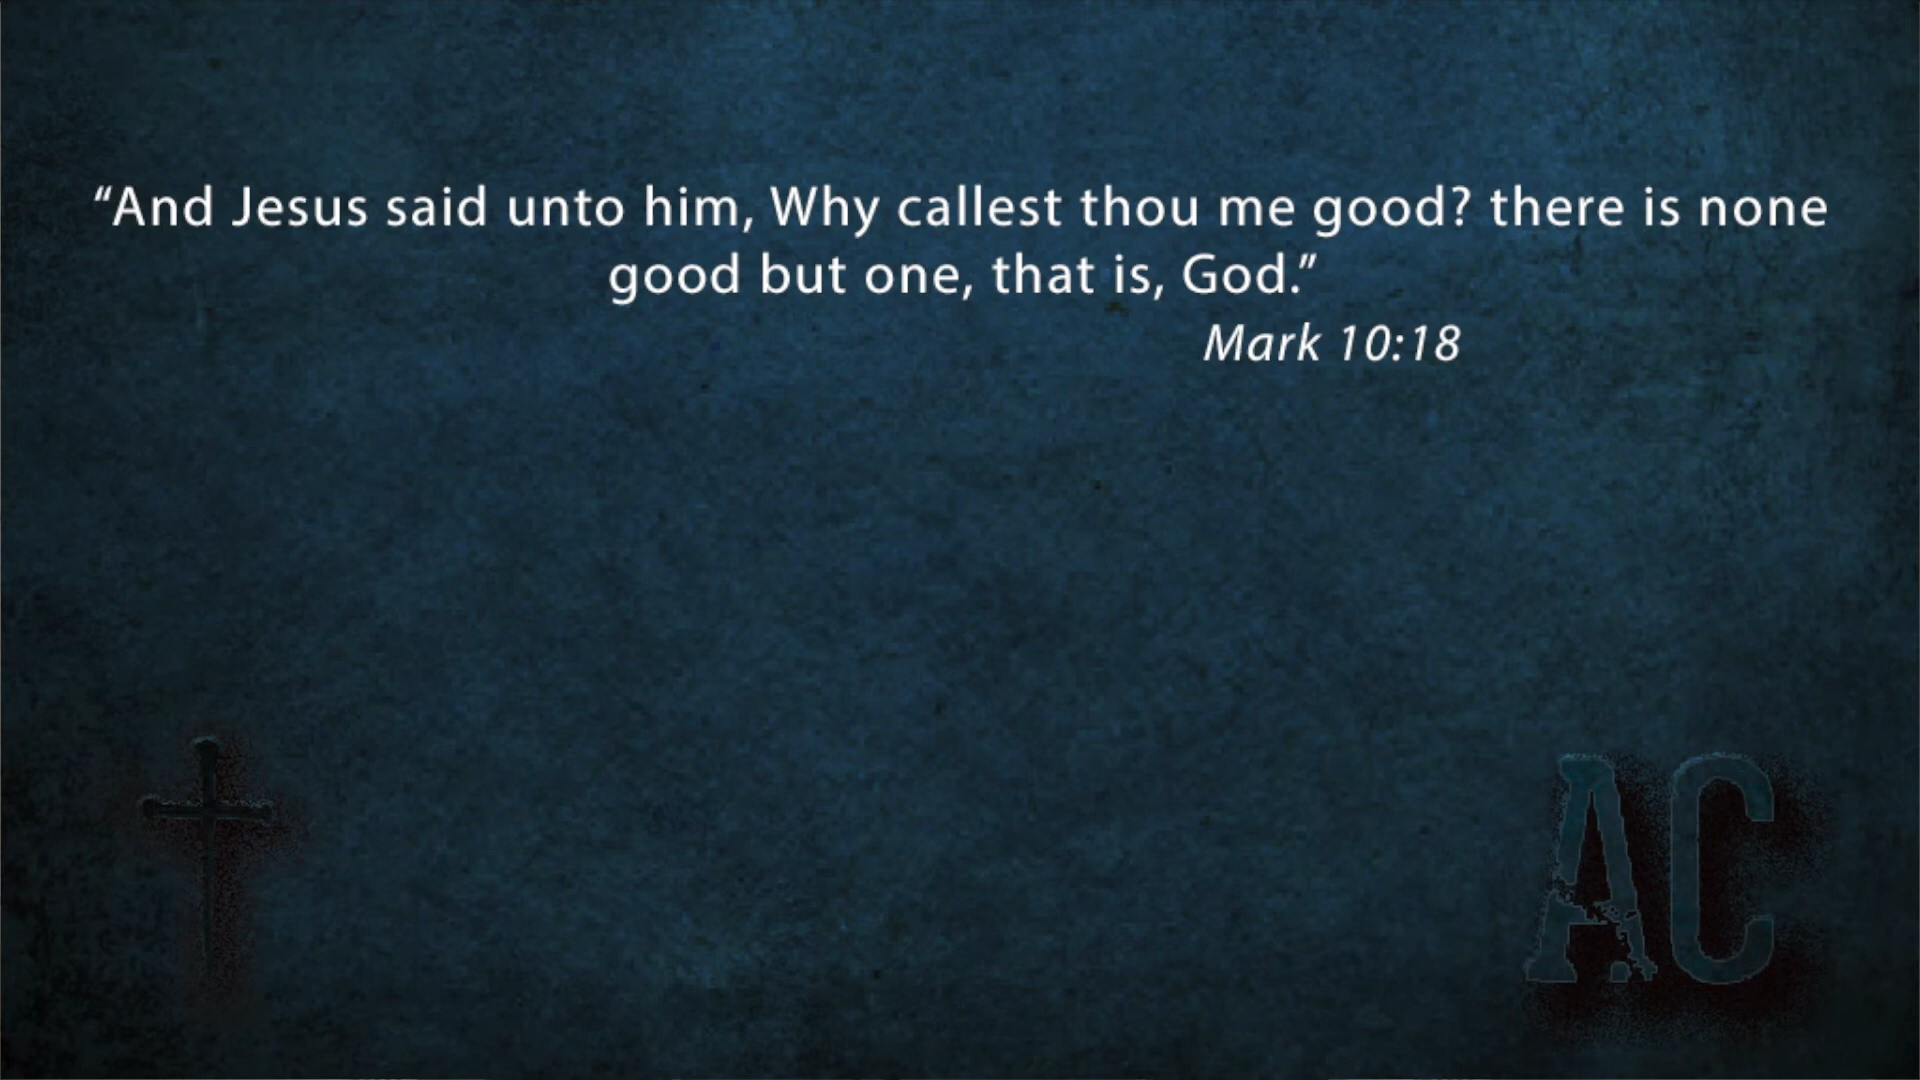 “And Jesus said unto him, Why callest thou me good? there is none
good but one, that is, God.”
Mark 10:18
AC